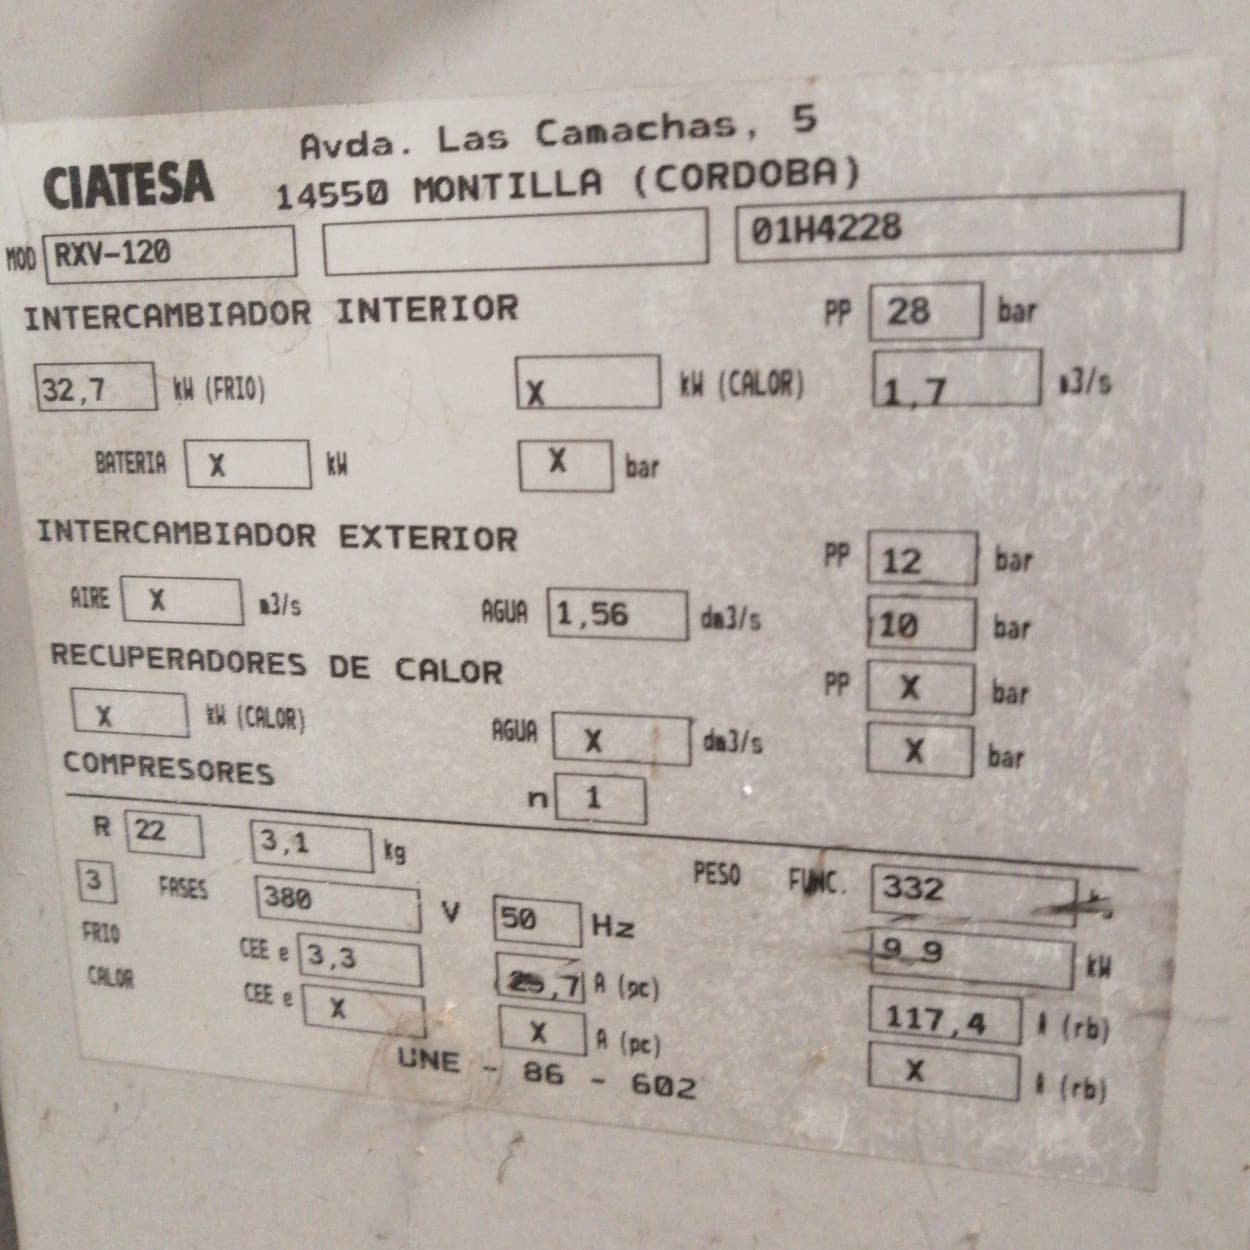 Avda. Las Camachas, 5
CIATESA 14550 MONTILLA (CORDOBA)
MOD RXV-120 01H4228
INTERCAMBIADOR INTERIOR PP 28 bar
32,7 kW (FRIO) X kW (CALOR) 1,7 m3/s
BATERIA X kW X bar
INTERCAMBIADOR EXTERIOR PP 12 bar
AIRE X m3/s AGUA 1,56 dm3/s 10 bar
RECUPERADORES DE CALOR PP X bar
X kW (CALOR) AGUA X dm3/s X bar
COMPRESORES n 1
R 22 3,1 kg PESO FUNC. 332
3 FASES 380 V 50 Hz 9,9 kW
FRIO CEE e 3,3 A (pc) 117,4 A (rb)
CALOR CEE e X X A (pc) X A (rb)
UNE - 86 - 602